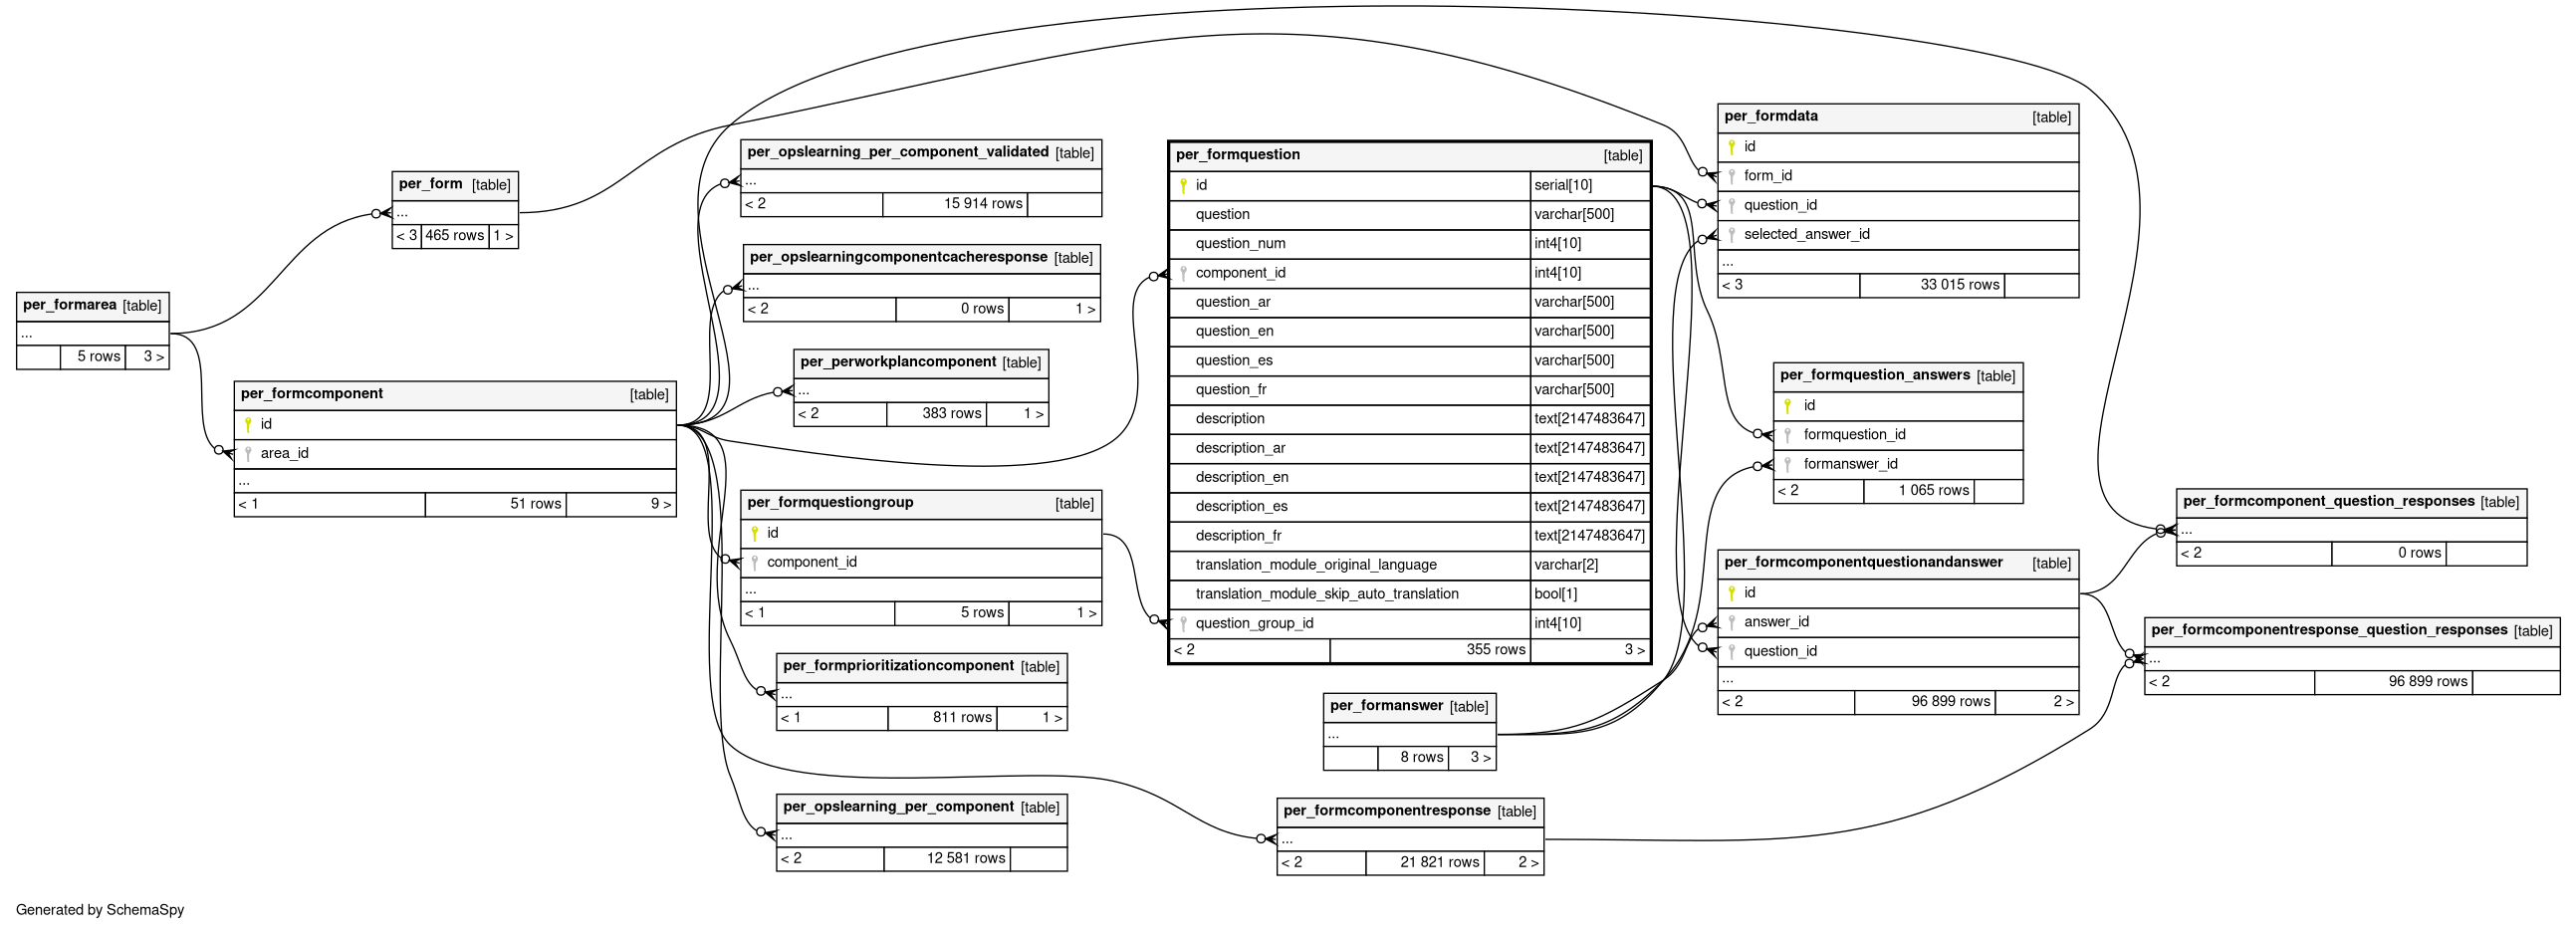 per_form [table]
...
< 3 465 rows 1 >
per_formarea [table]
...
5 rows 3 >
per_formcomponent [table]
id
area_id
...
< 1 51 rows 9 >
per_opslearning_per_component_validated [table]
...
< 2 15 914 rows
per_opslearningcomponentcacheresponse [table]
...
< 2 0 rows 1 >
per_perworkplancomponent [table]
...
< 2 383 rows 1 >
per_formquestiongroup [table]
id
component_id
...
< 1 5 rows 1 >
per_formprioritizationcomponent [table]
...
< 1 811 rows 1 >
per_opslearning_per_component [table]
...
< 2 12 581 rows
per_formquestion [table]
id serial[10]
question varchar[500]
question_num int4[10]
component_id int4[10]
question_ar varchar[500]
question_en varchar[500]
question_es varchar[500]
question_fr varchar[500]
description text[2147483647]
description_ar text[2147483647]
description_en text[2147483647]
description_es text[2147483647]
description_fr text[2147483647]
translation_module_original_language varchar[2]
translation_module_skip_auto_translation bool[1]
question_group_id int4[10]
< 2 355 rows 3 >
per_formanswer [table]
...
8 rows 3 >
per_formcomponentresponse [table]
...
< 2 21 821 rows 2 >
per_formdata [table]
id
form_id
question_id
selected_answer_id
...
< 3 33 015 rows
per_formquestion_answers [table]
id
formquestion_id
formanswer_id
< 2 1 065 rows
per_formcomponentquestionandanswer [table]
id
answer_id
question_id
...
< 2 96 899 rows 2 >
per_formcomponent_question_responses [table]
...
< 2 0 rows
per_formcomponentresponse_question_responses [table]
...
< 2 96 899 rows
Generated by SchemaSpy